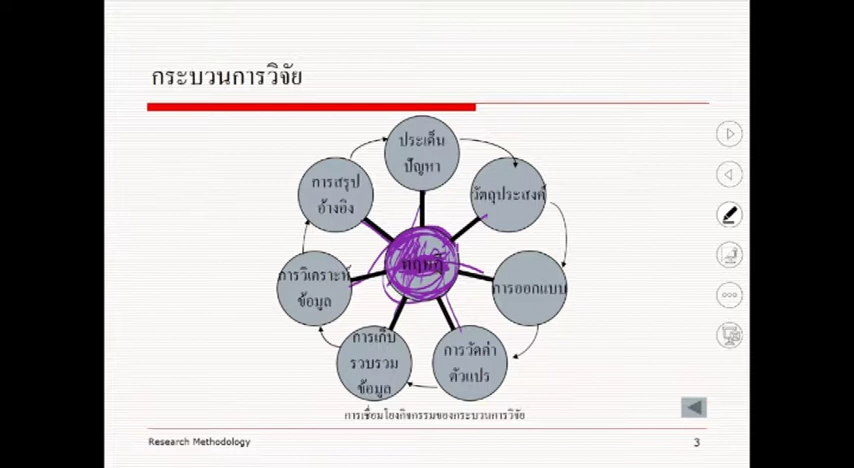 กระบวนการวิจัย
ประเด็น
ปัญหา
วัตถุประสงค์
การออกแบบ
การวัดค่า
ตัวแปร
การเก็บ
รวบรวม
ข้อมูล
การวิเคราะห์
ข้อมูล
การสรุป
อ้างอิง
ทฤษฎี
การเชื่อมโยงกิจกรรมของกระบวนการวิจัย
Research Methodology
3